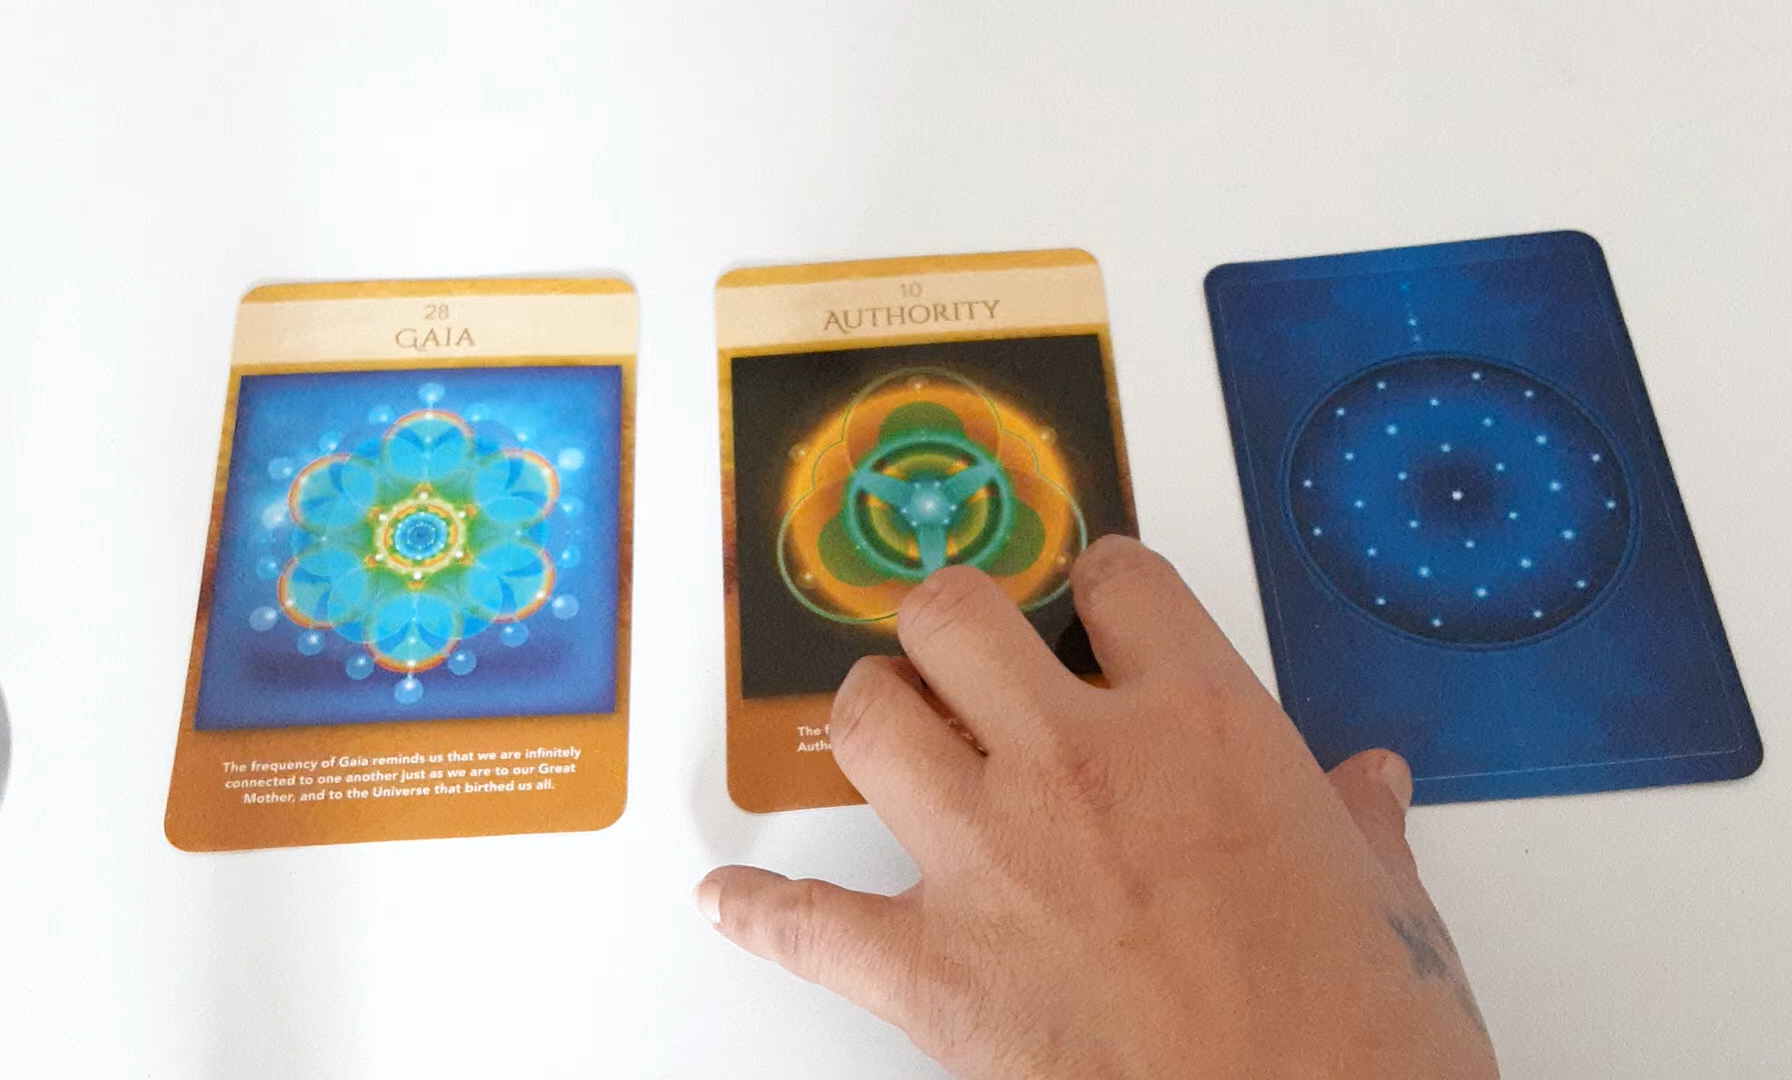 28
GAIA
The frequency of Gaia reminds us that we are infinitely
connected to one another just as we are to our Great
Mother, and to the Universe that birthed us all.
10
AUTHORITY
The